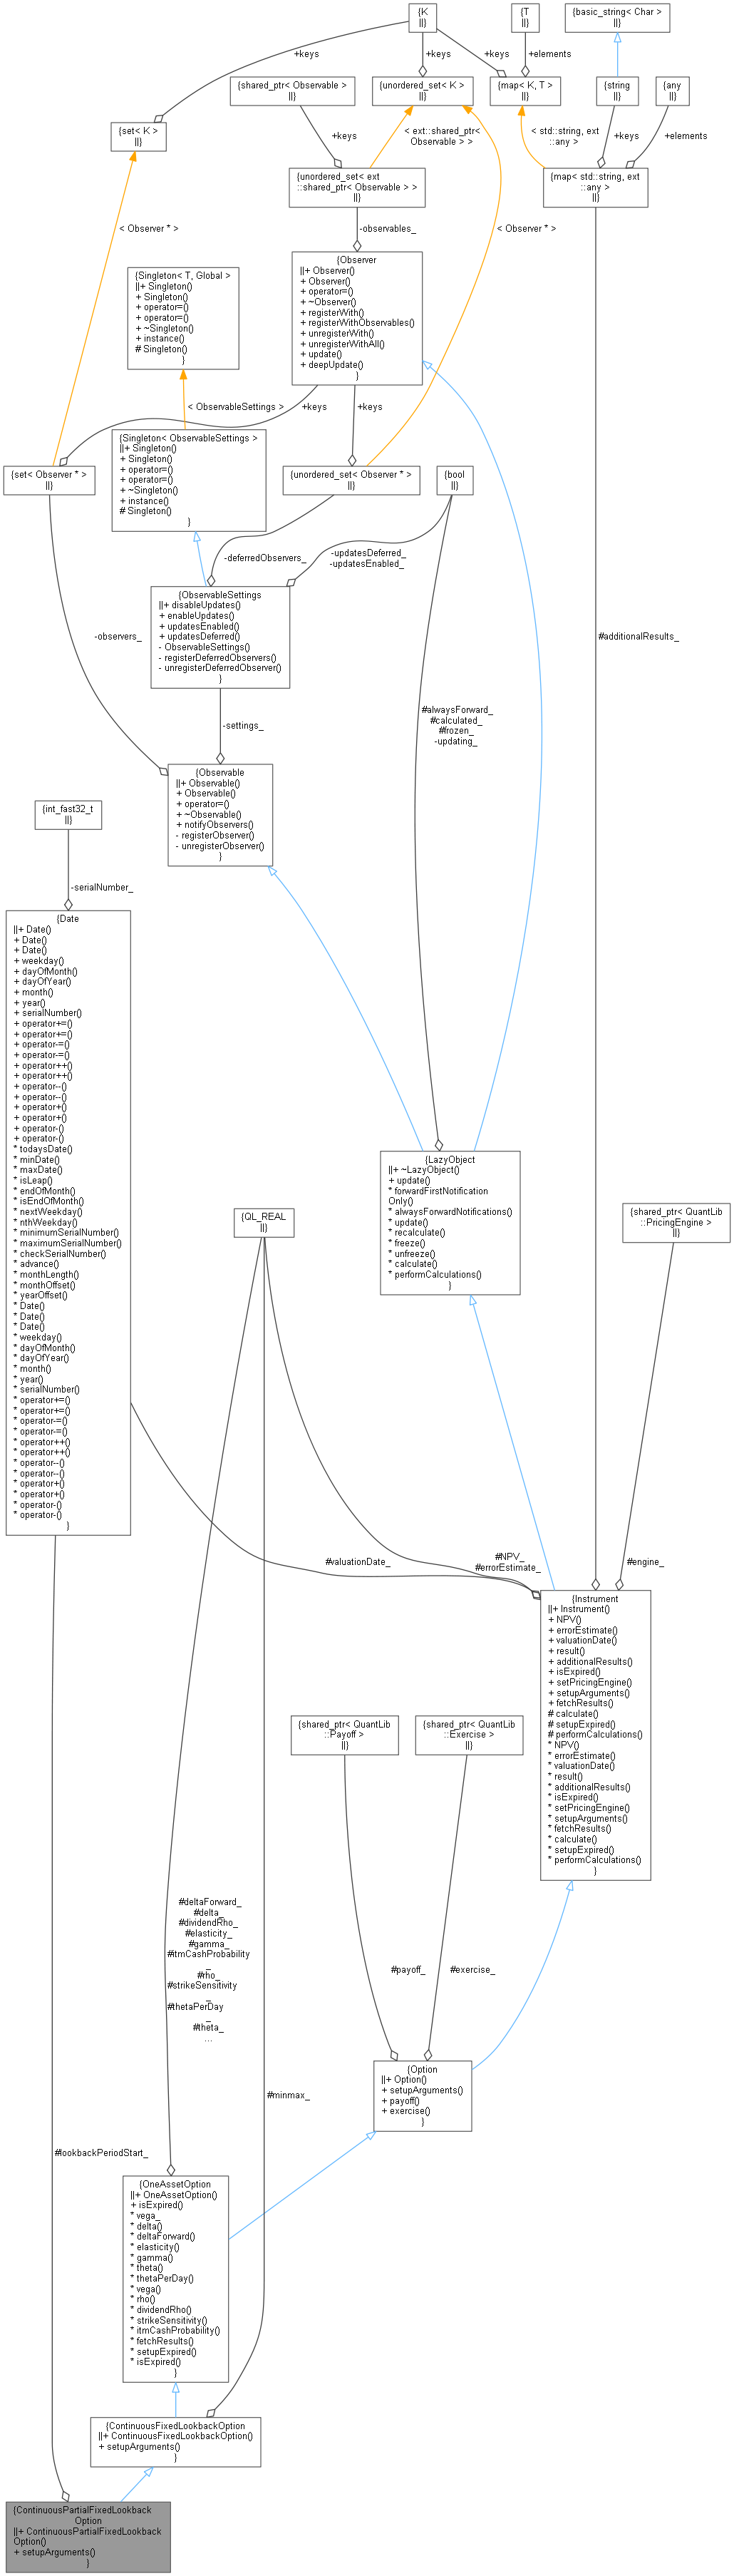 {K
||}
{T
||}
{basic_string< Char >
||}
+keys
+keys
+keys
+elements
{set< K >
||}
{shared_ptr< Observable >
||}
{unordered_set< K >
||}
{map< K, T >
||}
{string
||}
{any
||}
+keys
< ext::shared_ptr<
Observable > >
< std::string, ext
::any >
+keys
+elements
{unordered_set< ext
::shared_ptr< Observable > >
||}
{map< std::string, ext
::any >
||}
< Observer * >
-observables_
< Observer * >
{Singleton< T, Global >
||+ Singleton()
+ Singleton()
+ operator=()
+ operator=()
+ ~Singleton()
+ instance()
# Singleton()
}
{Observer
||+ Observer()
+ Observer()
+ operator=()
+ ~Observer()
+ registerWith()
+ registerWithObservables()
+ unregisterWith()
+ unregisterWithAll()
+ update()
+ deepUpdate()
}
< ObservableSettings >
+keys
+keys
{set< Observer * >
||}
{Singleton< ObservableSettings >
||+ Singleton()
+ Singleton()
+ operator=()
+ operator=()
+ ~Singleton()
+ instance()
# Singleton()
}
{unordered_set< Observer * >
||}
{bool
||}
-deferredObservers_
-updatesDeferred_
-updatesEnabled_
{ObservableSettings
||+ disableUpdates()
+ enableUpdates()
+ updatesEnabled()
+ updatesDeferred()
- ObservableSettings()
- registerDeferredObservers()
- unregisterDeferredObserver()
}
-observers_
#additionalResults_
-settings_
#alwaysForward_
#calculated_
#frozen_
-updating_
{Observable
||+ Observable()
+ Observable()
+ operator=()
+ ~Observable()
+ notifyObservers()
- registerObserver()
- unregisterObserver()
}
{int_fast32_t
||}
-serialNumber_
{Date
||+ Date()
+ Date()
+ Date()
+ weekday()
+ dayOfMonth()
+ dayOfYear()
+ month()
+ year()
+ serialNumber()
+ operator+=()
+ operator+=()
+ operator-=()
+ operator-=()
+ operator++()
+ operator++()
+ operator--()
+ operator--()
+ operator+()
+ operator+()
+ operator-()
+ operator-()
* todaysDate()
* minDate()
* maxDate()
* isLeap()
* endOfMonth()
* isEndOfMonth()
* nextWeekday()
* nthWeekday()
* minimumSerialNumber()
* maximumSerialNumber()
* checkSerialNumber()
* advance()
* monthLength()
* monthOffset()
* yearOffset()
* Date()
* Date()
* Date()
* weekday()
* dayOfMonth()
* dayOfYear()
* month()
* year()
* serialNumber()
* operator+=()
* operator+=()
* operator-=()
* operator-=()
* operator++()
* operator++()
* operator--()
* operator--()
* operator+()
* operator+()
* operator-()
* operator-()
}
{LazyObject
||+ ~LazyObject()
+ update()
* forwardFirstNotification
Only()
* alwaysForwardNotifications()
* update()
* recalculate()
* freeze()
* unfreeze()
* calculate()
* performCalculations()
}
{QL_REAL
||}
{shared_ptr< QuantLib
::PricingEngine >
||}
#valuationDate_
#NPV_
#errorEstimate_
#engine_
{Instrument
||+ Instrument()
+ NPV()
+ errorEstimate()
+ valuationDate()
+ result()
+ additionalResults()
+ isExpired()
+ setPricingEngine()
+ setupArguments()
+ fetchResults()
# calculate()
# setupExpired()
# performCalculations()
* NPV()
* errorEstimate()
* valuationDate()
* result()
* additionalResults()
* isExpired()
* setPricingEngine()
* setupArguments()
* fetchResults()
* calculate()
* setupExpired()
* performCalculations()
}
{shared_ptr< QuantLib
::Payoff >
||}
{shared_ptr< QuantLib
::Exercise >
||}
#deltaForward_
#delta_
#dividendRho_
#elasticity_
#gamma_
#itmCashProbability
_
#rho_
#strikeSensitivity
_
#thetaPerDay
_
#theta_
...
#payoff_
#exercise_
{Option
||+ Option()
+ setupArguments()
+ payoff()
+ exercise()
}
#minmax_
#lookbackPeriodStart_
{OneAssetOption
||+ OneAssetOption()
+ isExpired()
* vega_
* delta()
* deltaForward()
* elasticity()
* gamma()
* theta()
* thetaPerDay()
* vega()
* rho()
* dividendRho()
* strikeSensitivity()
* itmCashProbability()
* fetchResults()
* setupExpired()
* isExpired()
}
{ContinuousFixedLookbackOption
||+ ContinuousFixedLookbackOption()
+ setupArguments()
}
{ContinuousPartialFixedLookback
Option
||+ ContinuousPartialFixedLookback
Option()
+ setupArguments()
}